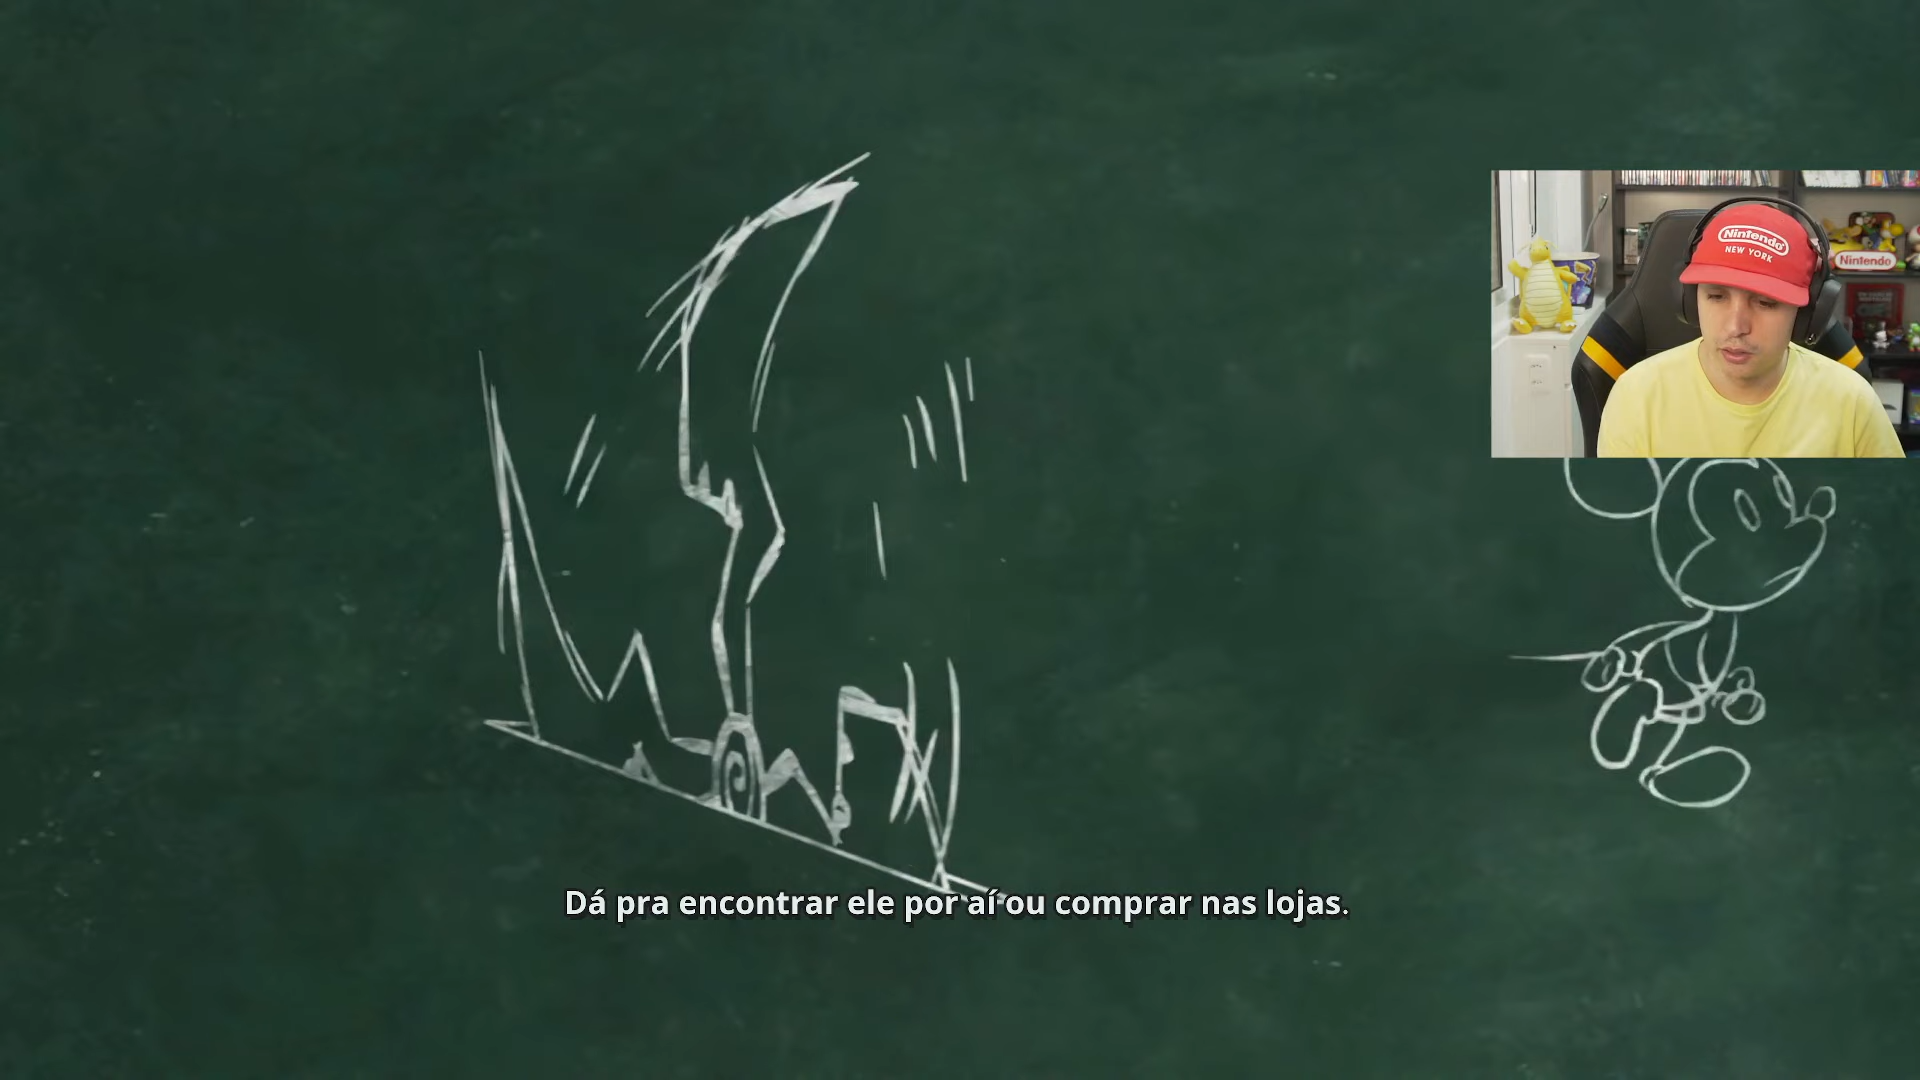 Nintendo
NEW YORK
Nintendo
Dá pra encontrar ele por aí ou comprar nas lojas.